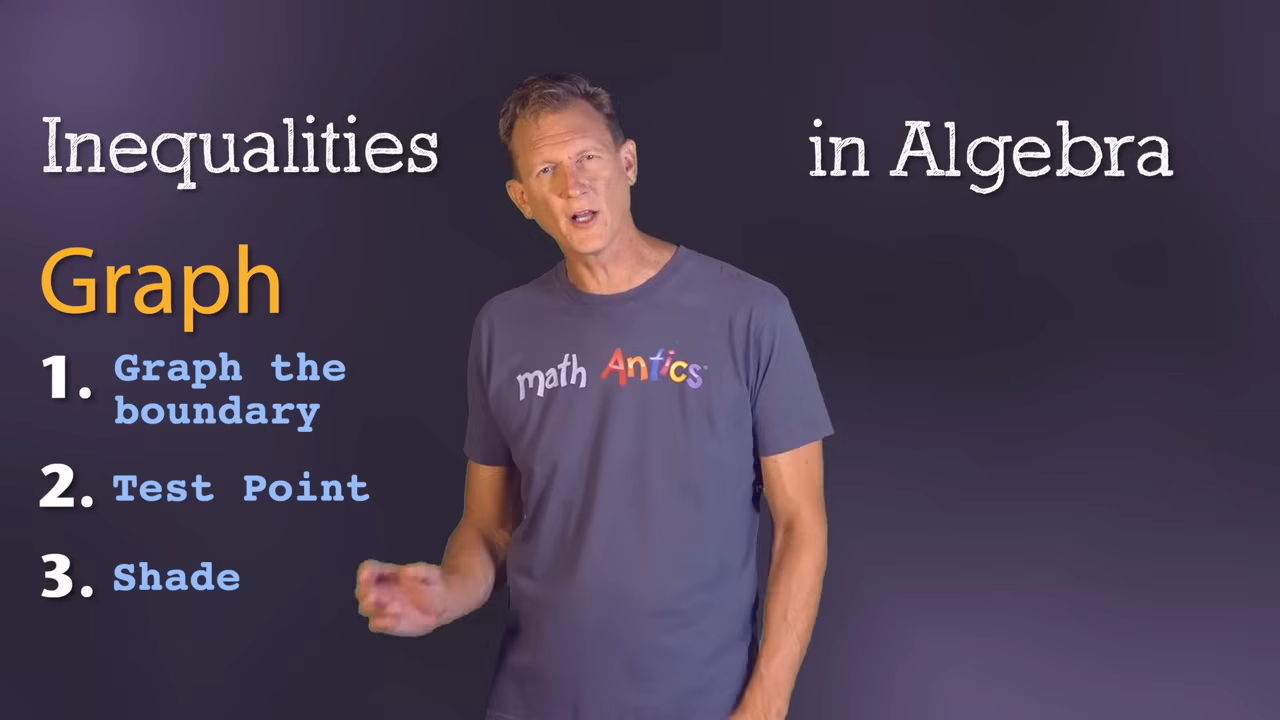 Inequalities in Algebra
Graph
1. Graph the
boundary
2. Test Point
3. Shade
math Antics